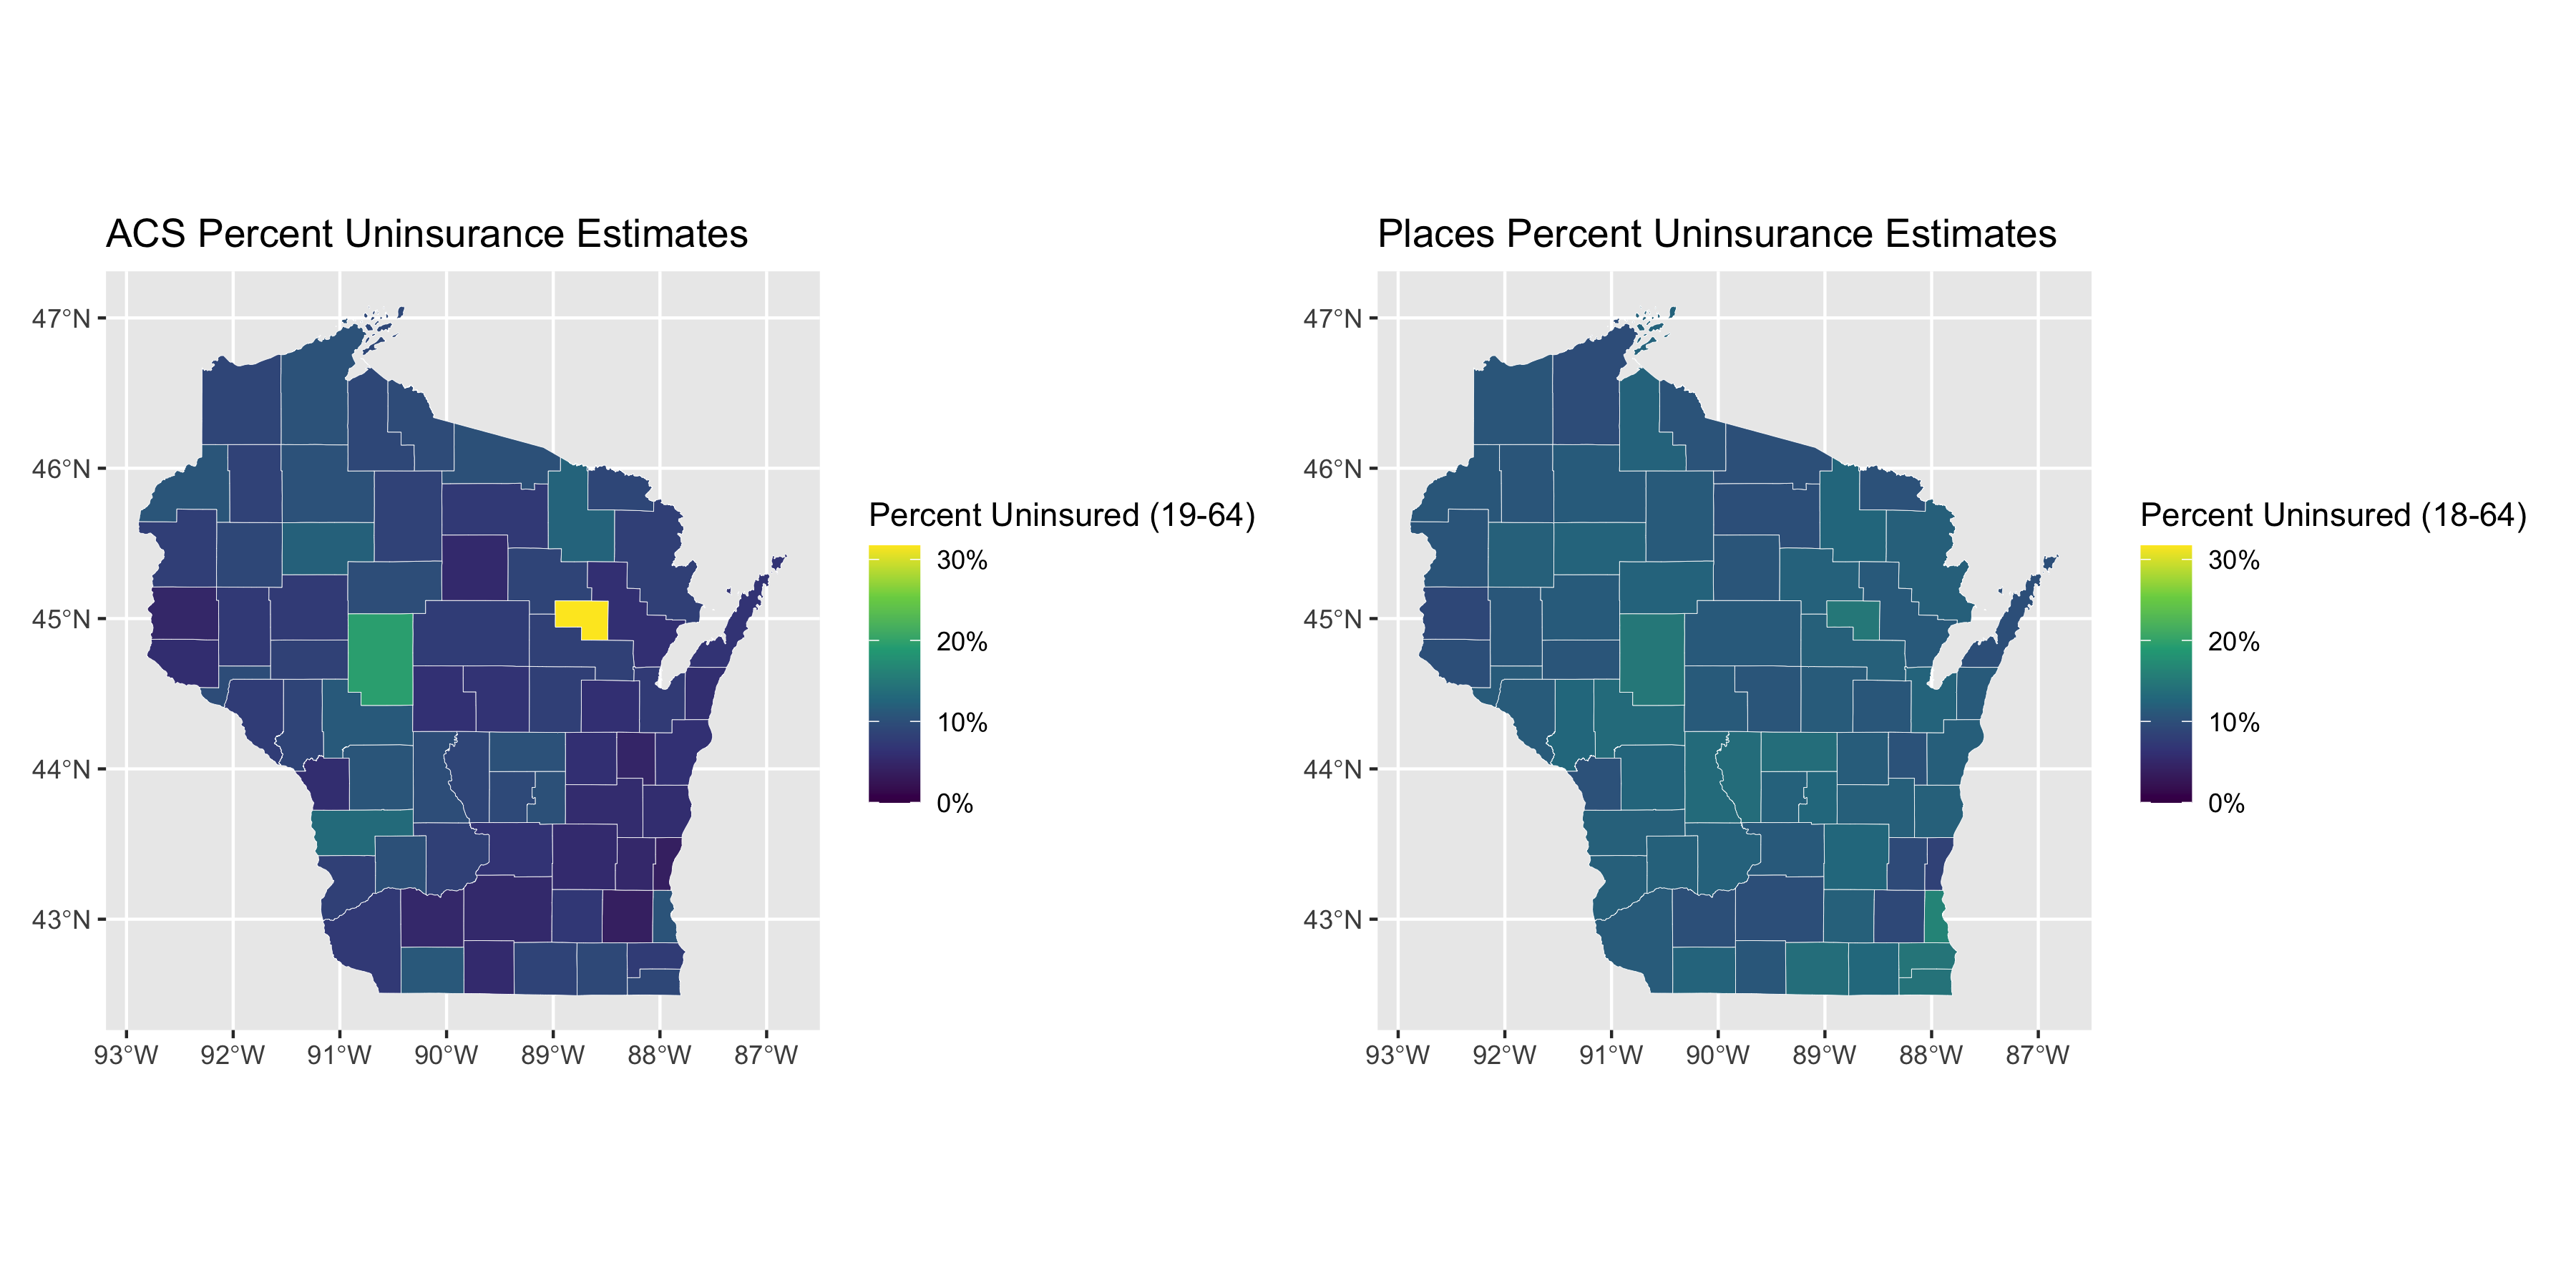 ACS Percent Uninsurance Estimates
47°N
46°N
45°N
44°N
43°N
93°W 92°W 91°W 90°W 89°W 88°W 87°W
Percent Uninsured (19-64)
30%
20%
10%
0%
Places Percent Uninsurance Estimates
47°N
46°N
45°N
44°N
43°N
93°W 92°W 91°W 90°W 89°W 88°W 87°W
Percent Uninsured (18-64)
30%
20%
10%
0%